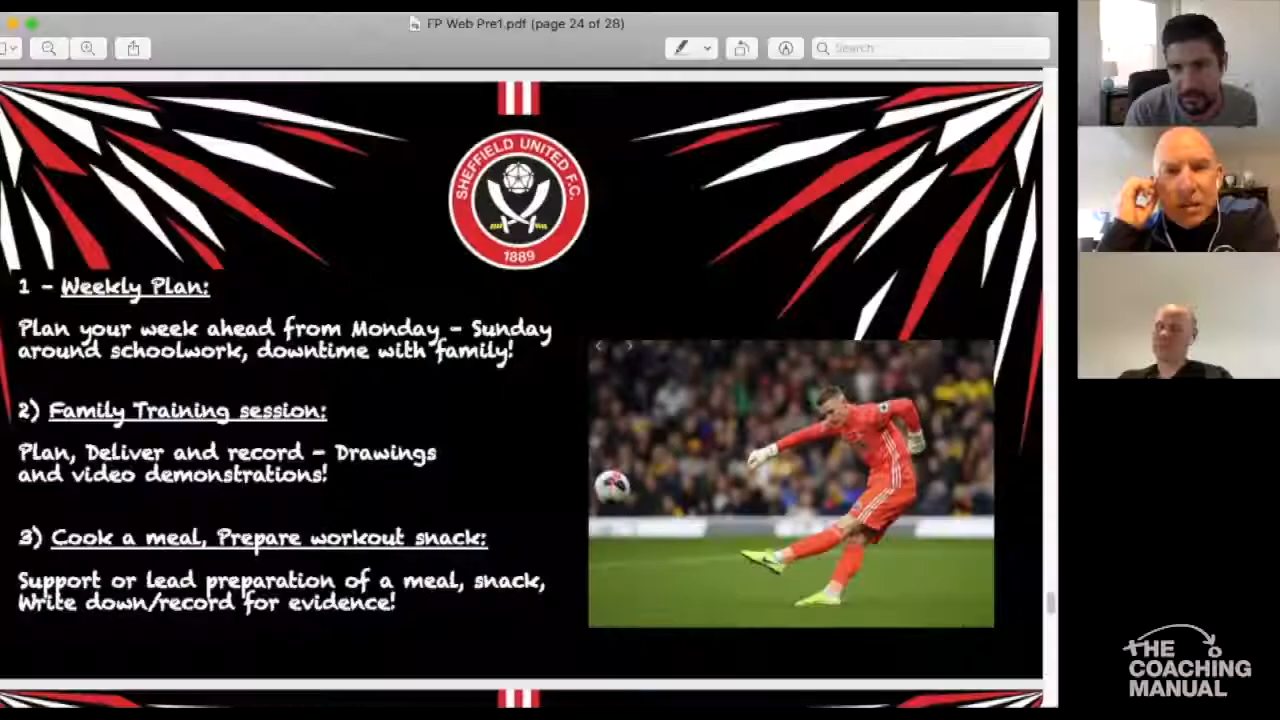 FP Web Pre1.pdf (page 24 of 28)
Search
SHEFFIELD UNITED F.C.
1889
1 - Weekly Plan:
Plan your week ahead from Monday - Sunday
around schoolwork, downtime with family!
2) Family Training session:
Plan, Deliver and record - Drawings
and video demonstrations!
3) Cook a meal, Prepare workout snack:
Support or lead preparation of a meal, snack,
Write down/record for evidence!
THE
COACHING
MANUAL